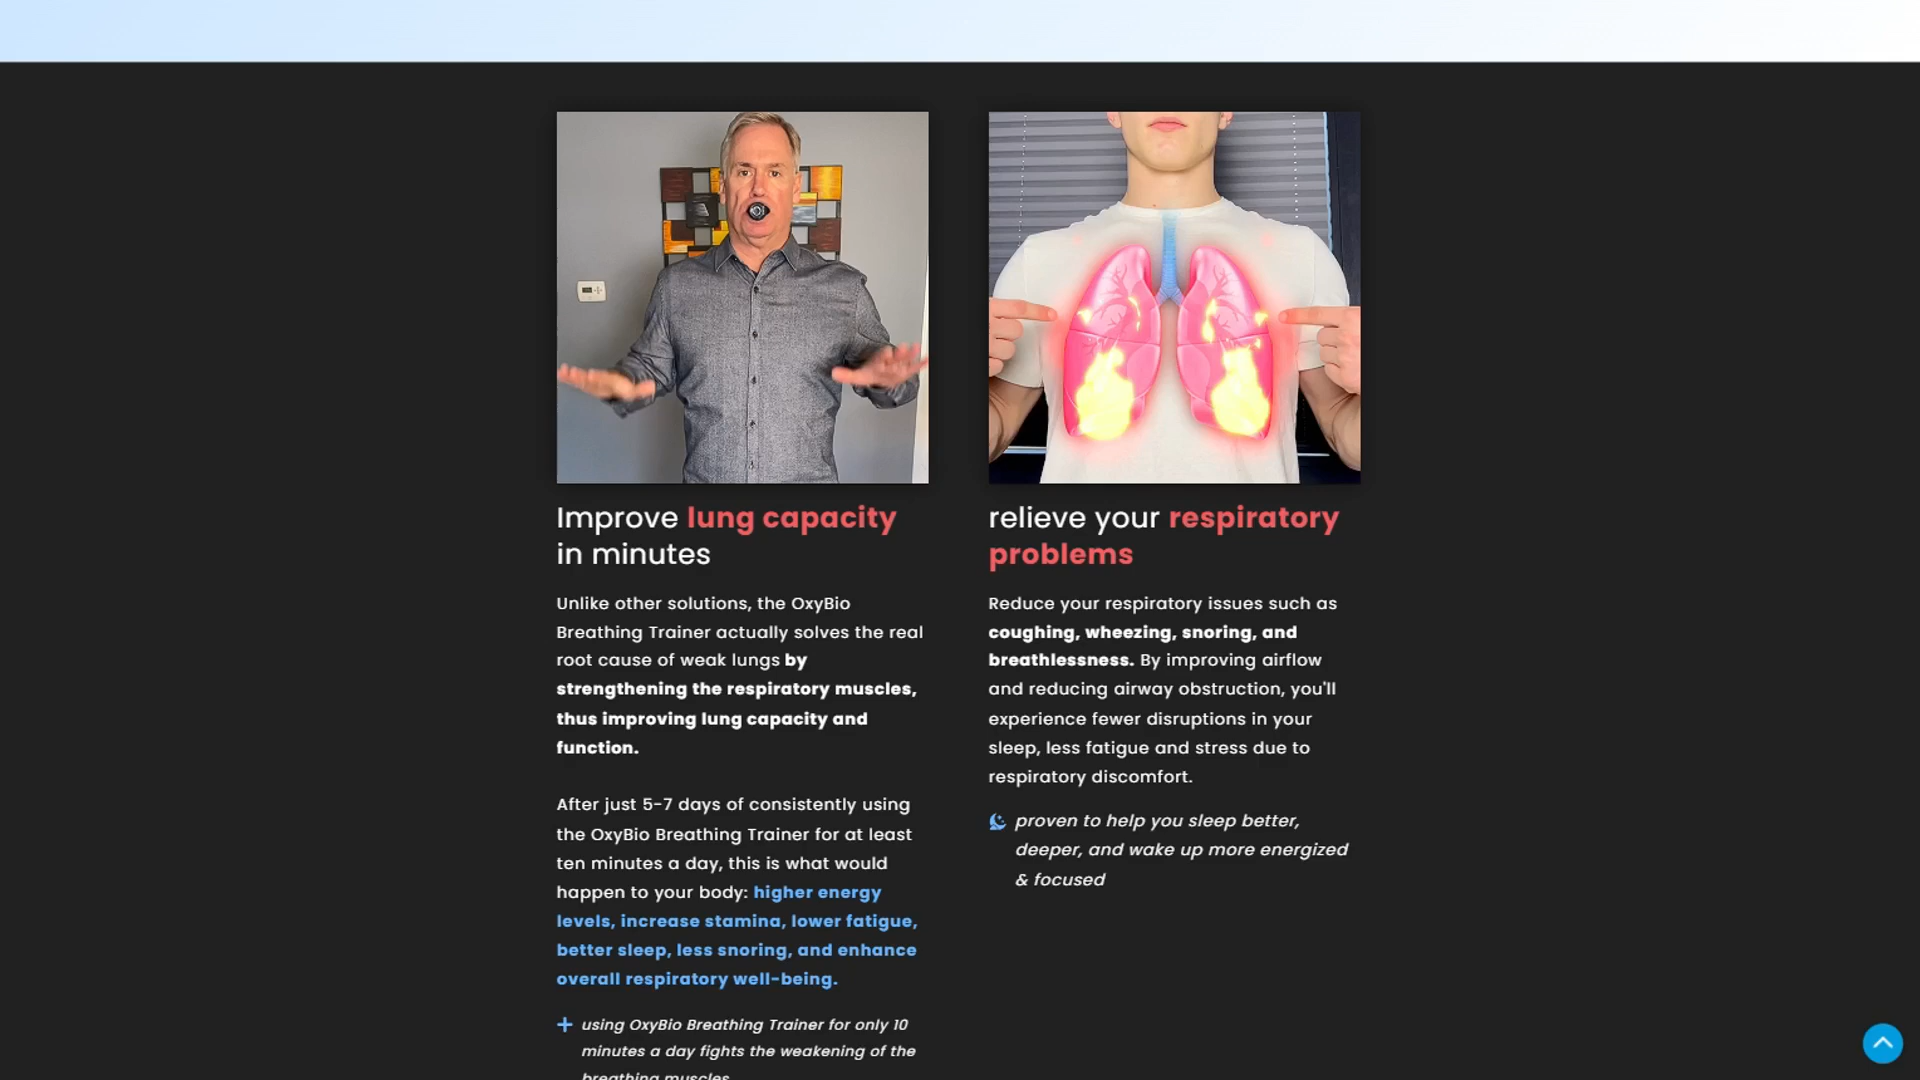 Improve lung capacity
in minutes
Unlike other solutions, the OxyBio
Breathing Trainer actually solves the real
root cause of weak lungs by
strengthening the respiratory muscles,
thus improving lung capacity and
function.
After just 5-7 days of consistently using
the OxyBio Breathing Trainer for at least
ten minutes a day, this is what would
happen to your body: higher energy
levels, increase stamina, lower fatigue,
better sleep, less snoring, and enhance
overall respiratory well-being.
using OxyBio Breathing Trainer for only 10
minutes a day fights the weakening of the
breathing muscles
relieve your respiratory
problems
Reduce your respiratory issues such as
coughing, wheezing, snoring, and
breathlessness. By improving airflow
and reducing airway obstruction, you'll
experience fewer disruptions in your
sleep, less fatigue and stress due to
respiratory discomfort.
proven to help you sleep better,
deeper, and wake up more energized
& focused